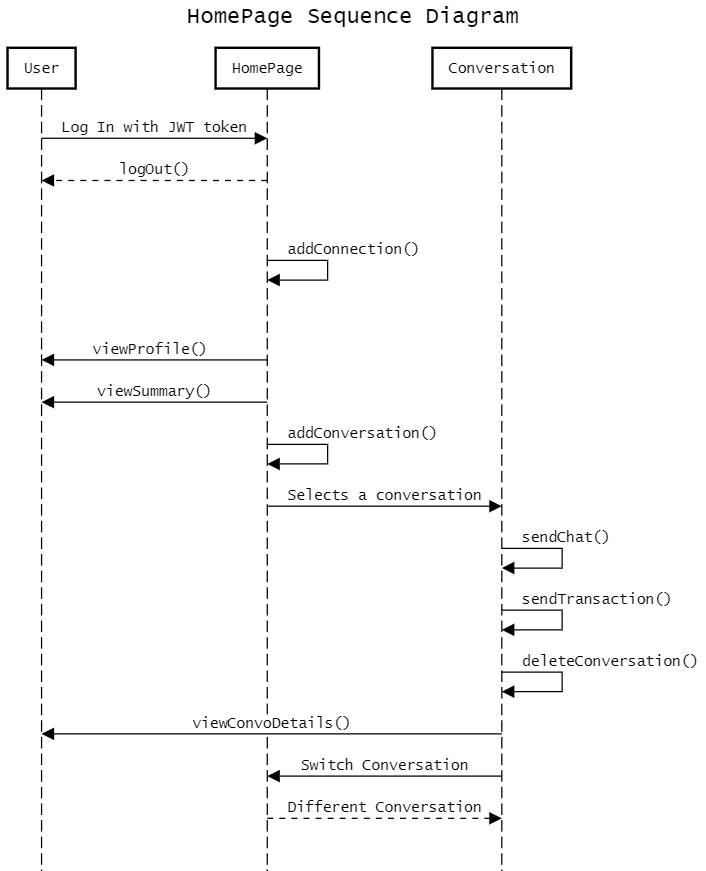 HomePage Sequence Diagram
User
HomePage
Conversation
Log In with JWT token
logOut()
addConnection()
viewProfile()
viewSummary()
addConversation()
Selects a conversation
sendChat()
sendTransaction()
deleteConversation()
viewConvoDetails()
Switch Conversation
Different Conversation